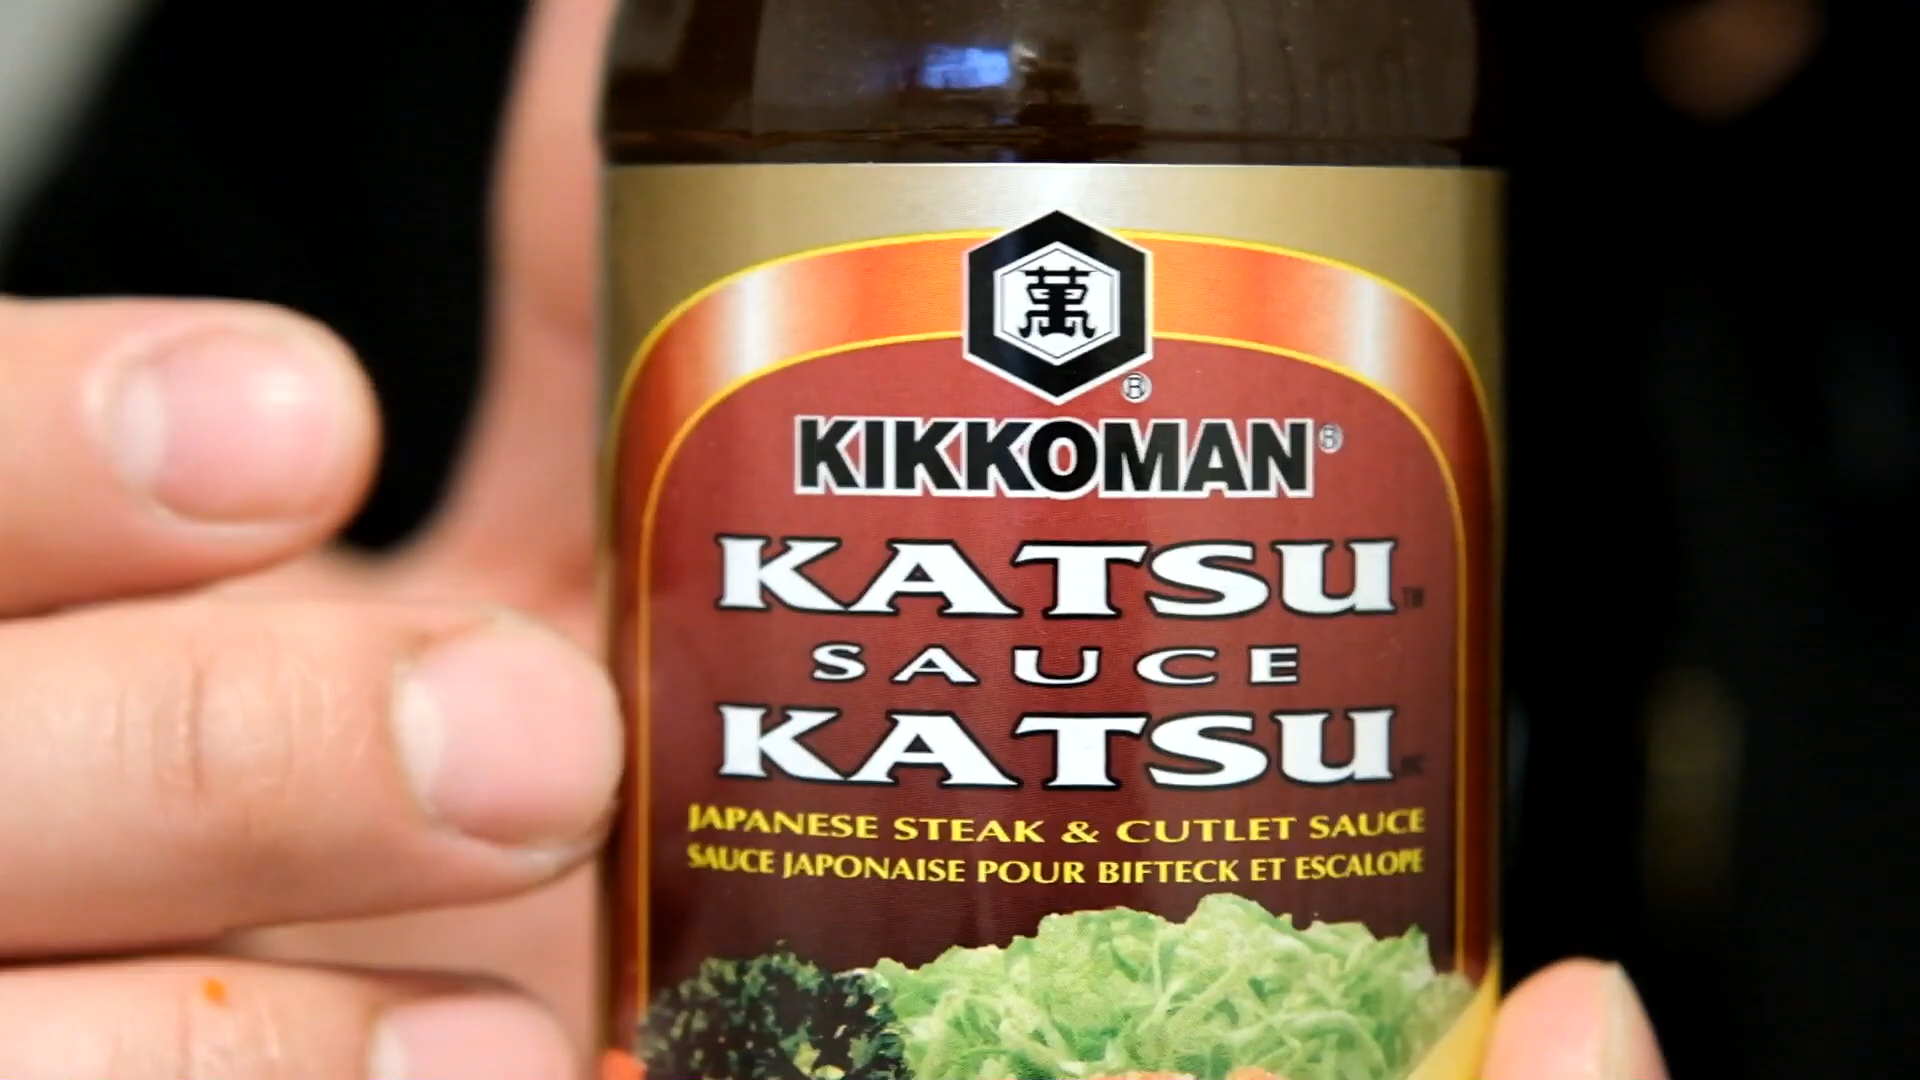 萬
®
KIKKOMAN®
KATSU™
SAUCE
KATSU
JAPANESE STEAK & CUTLET SAUCE
SAUCE JAPONAISE POUR BIFTECK ET ESCALOPE